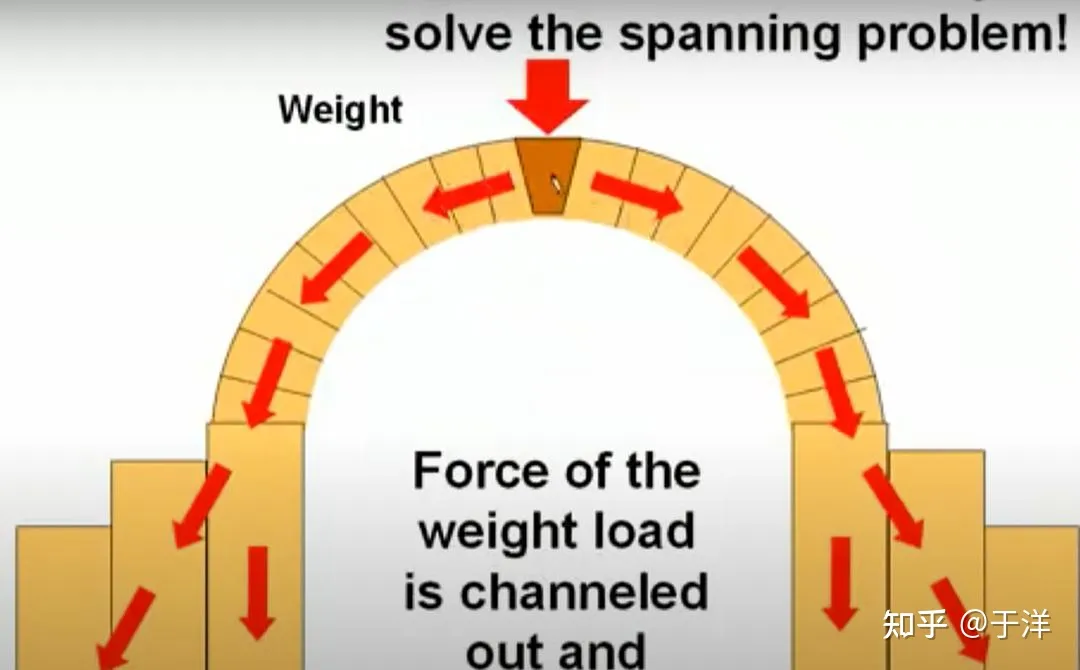 solve the spanning problem!
Weight
Force of the
weight load
is channeled
out and
知乎 @于洋